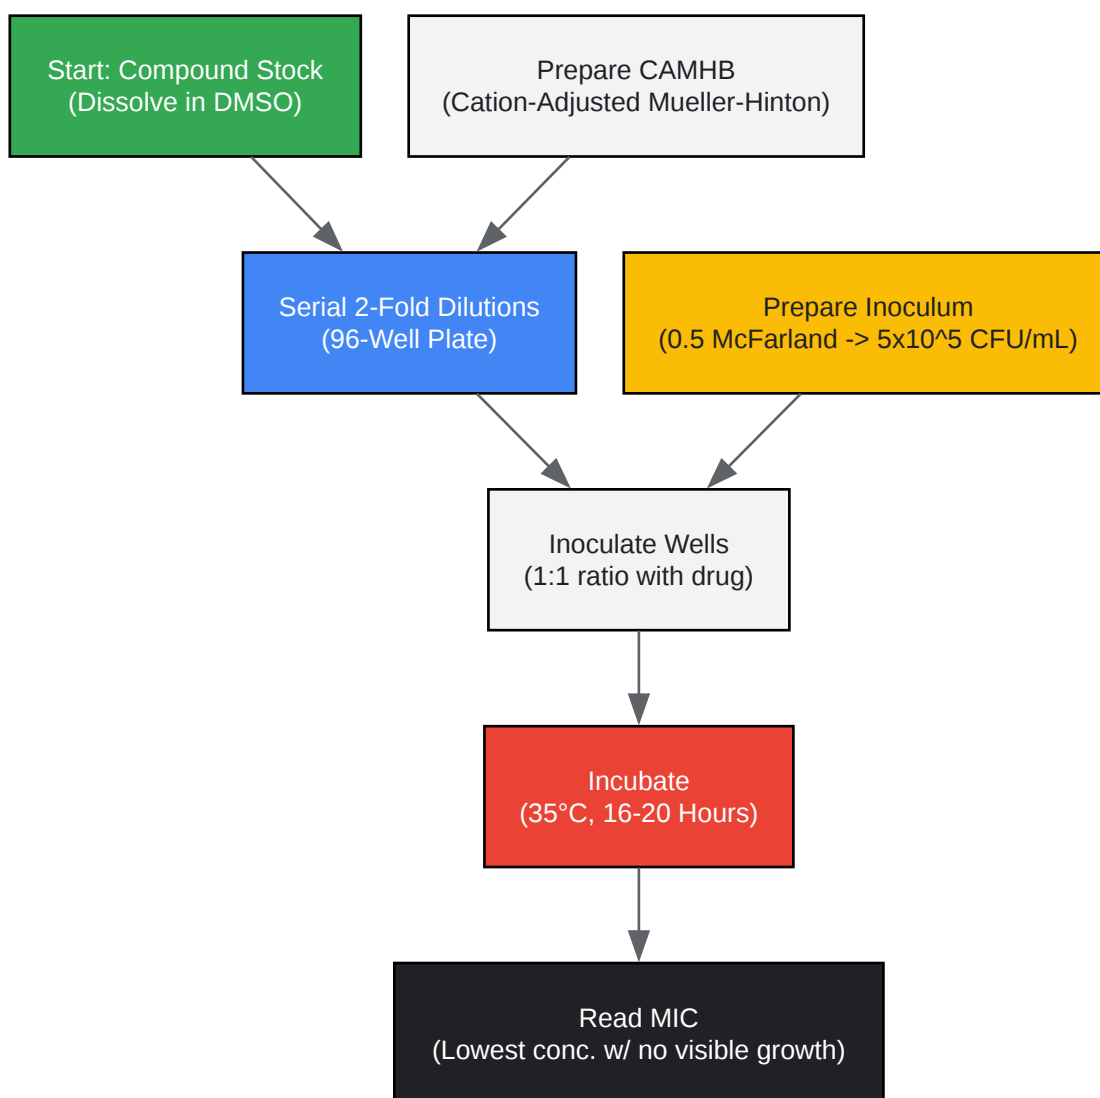 Start: Compound Stock
(Dissolve in DMSO)
Prepare CAMHB
(Cation-Adjusted Mueller-Hinton)
Serial 2-Fold Dilutions
(96-Well Plate)
Prepare Inoculum
(0.5 McFarland -> 5x10^5 CFU/mL)
Inoculate Wells
(1:1 ratio with drug)
Incubate
(35°C, 16-20 Hours)
Read MIC
(Lowest conc. w/ no visible growth)